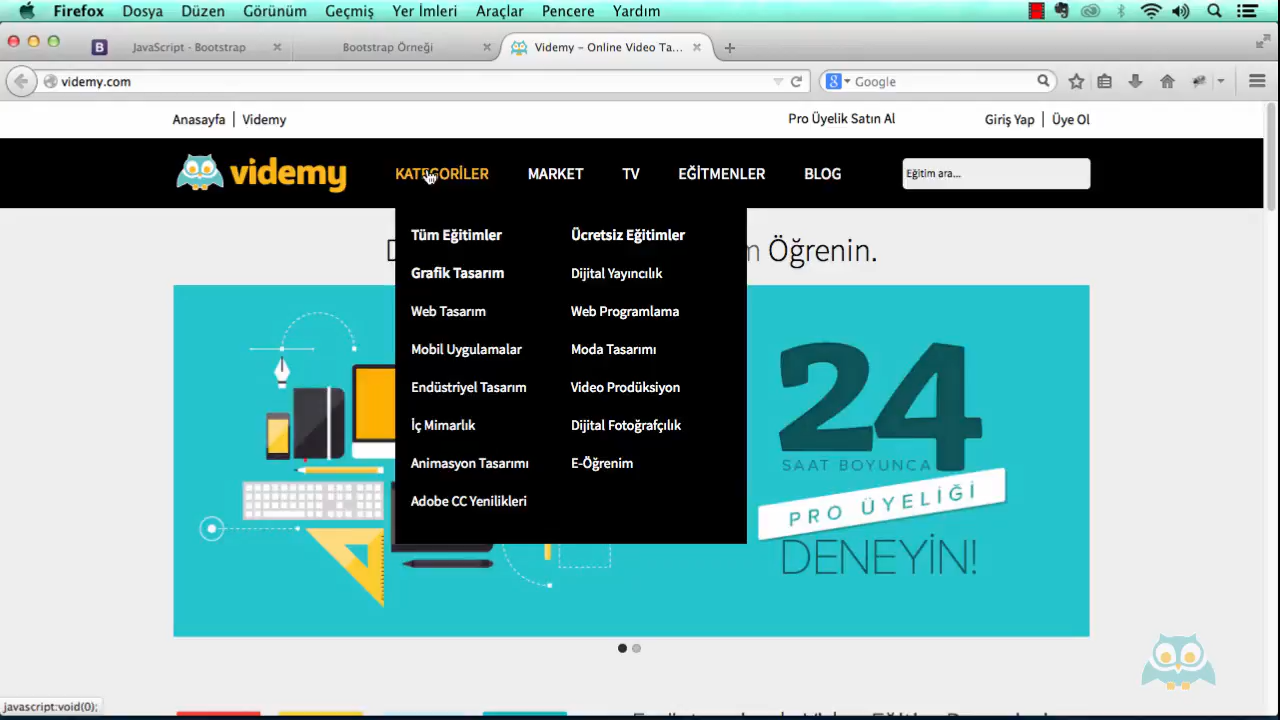 Firefox Dosya Düzen Görünüm Geçmiş Yer İmleri Araçlar Pencere Yardım
JavaScript - Bootstrap
Bootstrap Örneği
Videmy – Online Video Ta...
videmy.com
Google
Anasayfa | Videmy
Pro Üyelik Satın Al
Giriş Yap | Üye Ol
videmy
KATEGORİLER MARKET TV EĞİTMENLER BLOG
Eğitim ara...
Tüm Eğitimler
Ücretsiz Eğitimler
Grafik Tasarım
Dijital Yayıncılık
Web Tasarım
Web Programlama
Mobil Uygulamalar
Moda Tasarımı
Endüstriyel Tasarım
Video Prodüksiyon
İç Mimarlık
Dijital Fotoğrafçılık
Animasyon Tasarımı
E-Öğrenim
Adobe CC Yenilikleri
Öğrenin.
24
SAAT BOYUNCA
PRO ÜYELİĞİ
DENEYİN!
javascript:void(0);